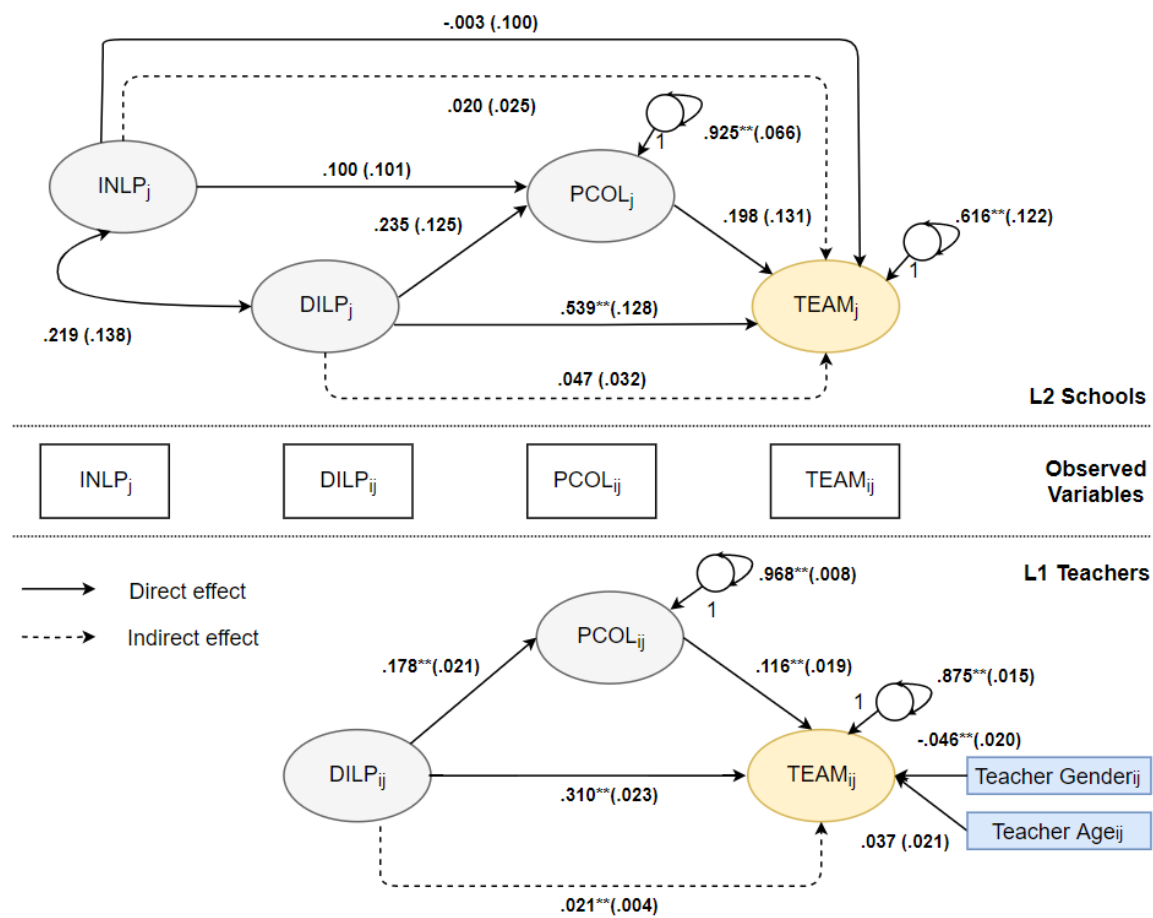 -.003 (.100)
.020 (.025)
1
.925**(.066)
INLPj
.100 (.101)
PCOLj
.235 (.125)
.198 (.131)
.616**(.122)
1
DILPj
TEAMj
.219 (.138)
.539**(.128)
.047 (.032)
L2 Schools
INLPj
DILPij
PCOLij
TEAMij
Observed
Variables
.968**(.008)
L1 Teachers
1
Direct effect
Indirect effect
PCOLij
.178**(.021)
.116**(.019)
.875**(.015)
1
-.046**(.020)
DILPij
TEAMij
Teacher Genderij
.310**(.023)
Teacher Ageij
.037 (.021)
.021**(.004)